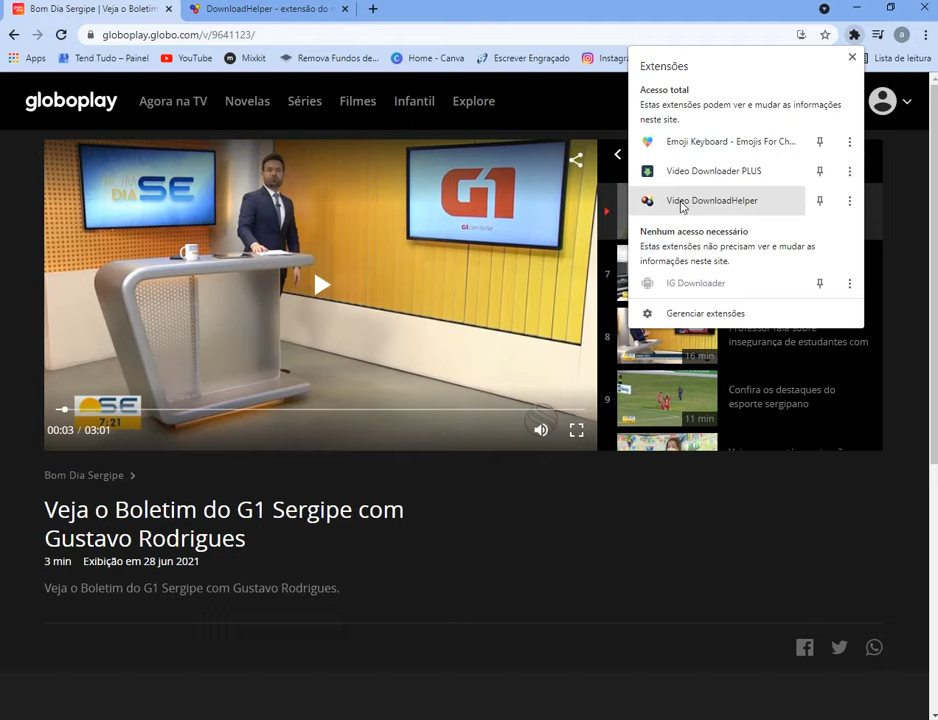 Bom Dia Sergipe | Veja o Boletim
DownloadHelper - extensão do n
globoplay.globo.com/v/9641123/
a
Apps
Tend Tudo – Painel
YouTube
Mixkit
Remova Fundos de...
Home - Canva
Escrever Engraçado
Instagra
Lista de leitura
globoplay
Agora na TV
Novelas
Séries
Filmes
Infantil
Explore
Extensões
Acesso total
Estas extensões podem ver e mudar as informações
neste site.
Emoji Keyboard - Emojis For Ch...
Video Downloader PLUS
Video DownloadHelper
Nenhum acesso necessário
Estas extensões não precisam ver e mudar as
informações neste site.
IG Downloader
Gerenciar extensões
BOM
DIA SE
G1
SE
7:21
00:03 / 03:01
7
8
Professor fala sobre
insegurança de estudantes com
16 min
9
Confira os destaques do
esporte sergipano
11 min
Bom Dia Sergipe
Veja o Boletim do G1 Sergipe com
Gustavo Rodrigues
3 min Exibição em 28 jun 2021
Veja o Boletim do G1 Sergipe com Gustavo Rodrigues.